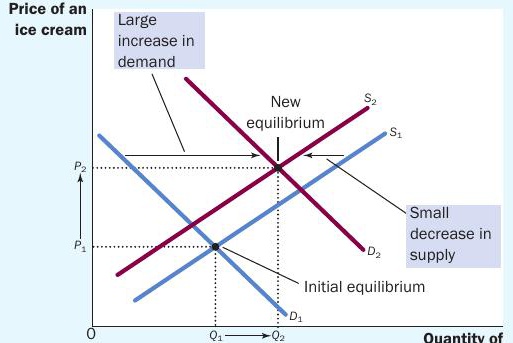 Price of an
ice cream
Large
increase in
demand
New
equilibrium
S2
S1
P2
P1
Small
decrease in
supply
D2
Initial equilibrium
D1
0
Q1
Q2
Quantity of